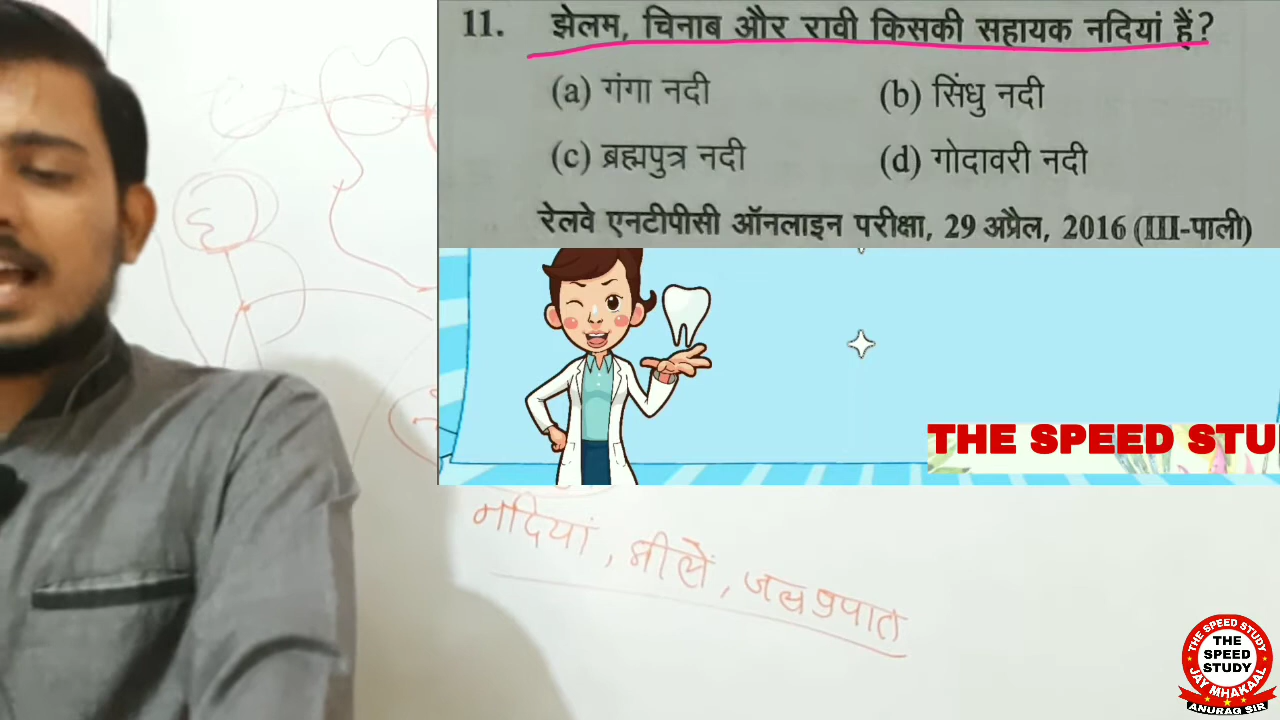 11. झेलम, चिनाब और रावी किसकी सहायक नदियां हैं?
(a) गंगा नदी (b) सिंधु नदी
(c) ब्रह्मपुत्र नदी (d) गोदावरी नदी
रेलवे एनटीपीसी ऑनलाइन परीक्षा, 29 अप्रैल, 2016 (III-पाली)
THE SPEED STU
नदियां, झीलें, जलप्रपात
THE SPEED STUDY
THE
SPEED
STUDY
JAY MHAKAAL
ANURAG SIR